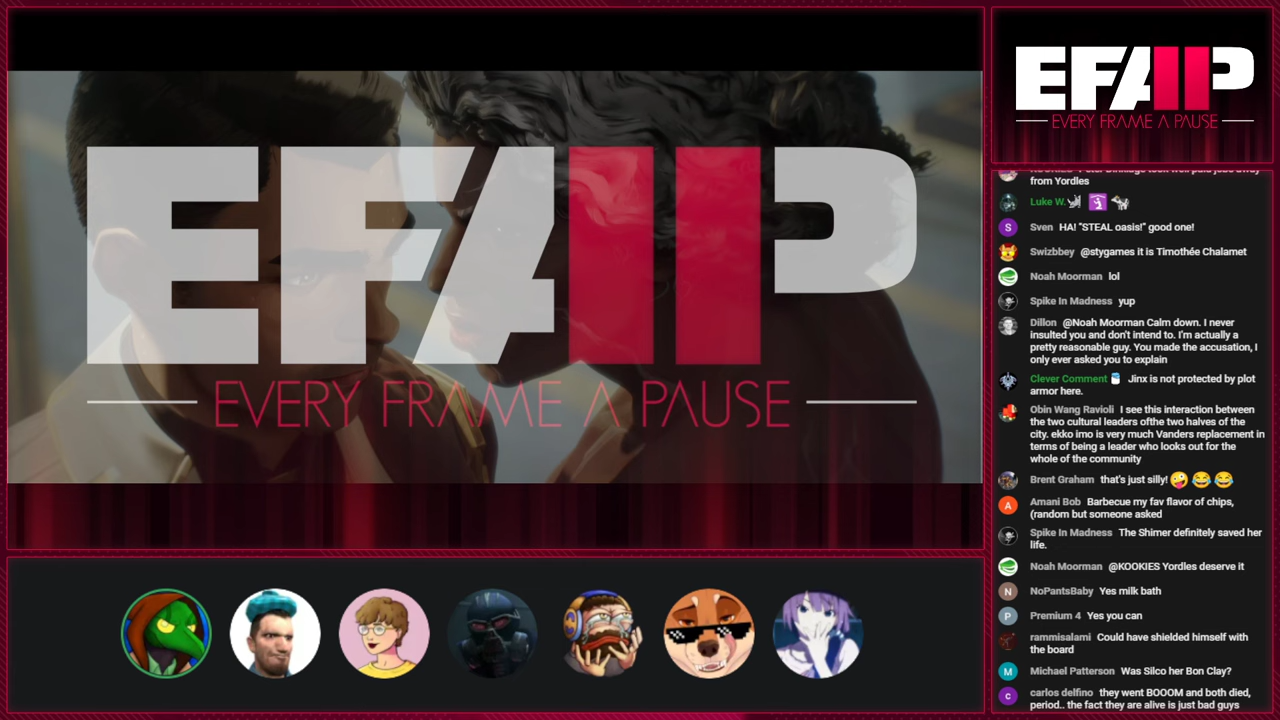 EFAP
EVERY FRAME A PAUSE
EFAP
EVERY FRAME A PAUSE
from Yordles
Luke W.
Sven HA! "STEAL oasis!" good one!
Swizbbey @stygames it is Timothée Chalamet
Noah Moorman lol
Spike In Madness yup
Dillon @Noah Moorman Calm down. I never
insulted you and don't intend to. I'm actually a
pretty reasonable guy. You made the accusation, I
only ever asked you to explain
Clever Comment Jinx is not protected by plot
armor here.
Obin Wang Ravioli I see this interaction between
the two cultural leaders ofthe two halves of the
city. ekko imo is very much Vanders replacement in
terms of being a leader who looks out for the
whole of the community
Brent Graham that's just silly!🤪 😂 😂
A
Amani Bob Barbecue my fav flavor of chips,
(random but someone asked
Spike In Madness The Shimer definitely saved her
life.
Noah Moorman @KOOKIES Yordles deserve it
N
NoPantsBaby Yes milk bath
P
Premium 4 Yes you can
rammisalami Could have shielded himself with
the board
M
Michael Patterson Was Silco her Bon Clay?
c
carlos delfino they went BOOOM and both died,
period.. the fact they are alive is just bad guys